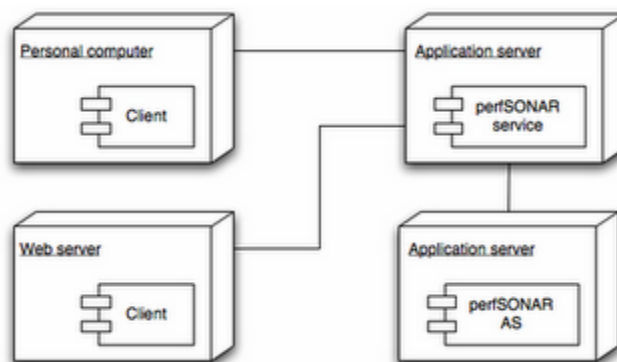 Personal computer
Client
Application server
perfSONAR
service
Web server
Client
Application server
perfSONAR
AS